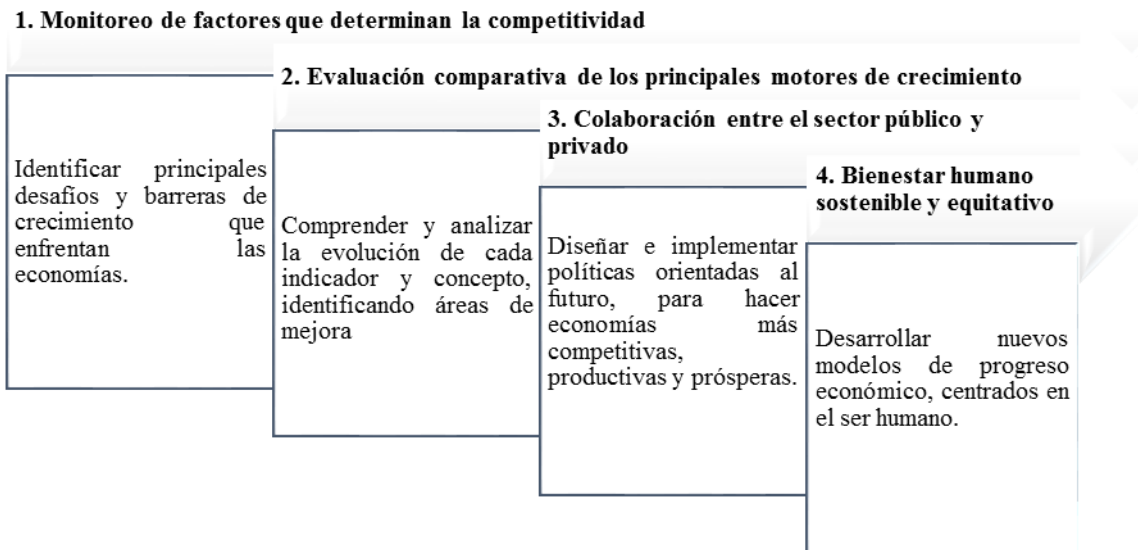 1. Monitoreo de factores que determinan la competitividad
Identificar principales
desafíos y barreras de
crecimiento que
enfrentan las
economías.
2. Evaluación comparativa de los principales motores de crecimiento
Comprender y analizar
la evolución de cada
indicador y concepto,
identificando áreas de
mejora
3. Colaboración entre el sector público y
privado
Diseñar e implementar
políticas orientadas al
futuro, para hacer
economías más
competitivas,
productivas y prósperas.
4. Bienestar humano
sostenible y equitativo
Desarrollar nuevos
modelos de progreso
económico, centrados en
el ser humano.